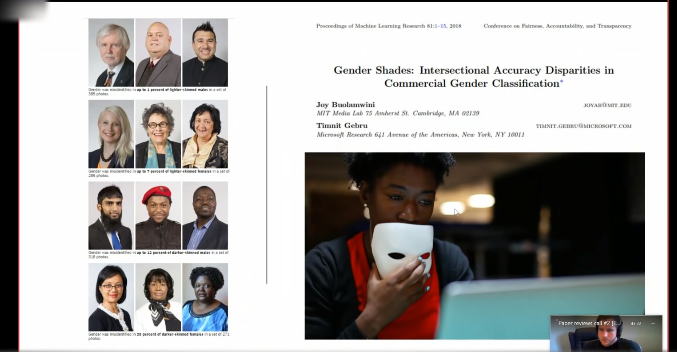 Proceedings of Machine Learning Research 81:1–15, 2018
Conference on Fairness, Accountability, and Transparency
Gender Shades: Intersectional Accuracy Disparities in
Commercial Gender Classification*
Joy Buolamwini
JOYAB@MIT.EDU
MIT Media Lab 75 Amherst St. Cambridge, MA 02139
Timnit Gebru
TIMNIT.GEBRU@MICROSOFT.COM
Microsoft Research 641 Avenue of the Americas, New York, NY 10011
Gender was misidentified in up to 1 percent of lighter-skinned males in a set of
385 photos.
Gender was misidentified in up to 7 percent of lighter-skinned females in a set of
296 photos.
Gender was misidentified in up to 12 percent of darker-skinned males in a set of
318 photos.
Gender was misidentified in 35 percent of darker-skinned females in a set of 271
photos.
Paper reviews call #2